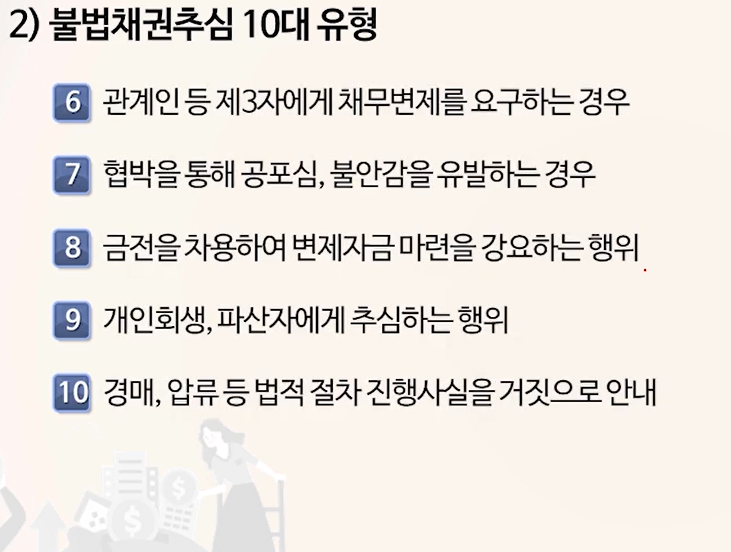 2) 불법채권추심 10대 유형
6 관계인 등 제3자에게 채무변제를 요구하는 경우
7 협박을 통해 공포심, 불안감을 유발하는 경우
8 금전을 차용하여 변제자금 마련을 강요하는 행위
9 개인회생, 파산자에게 추심하는 행위
10 경매, 압류 등 법적 절차 진행사실을 거짓으로 안내